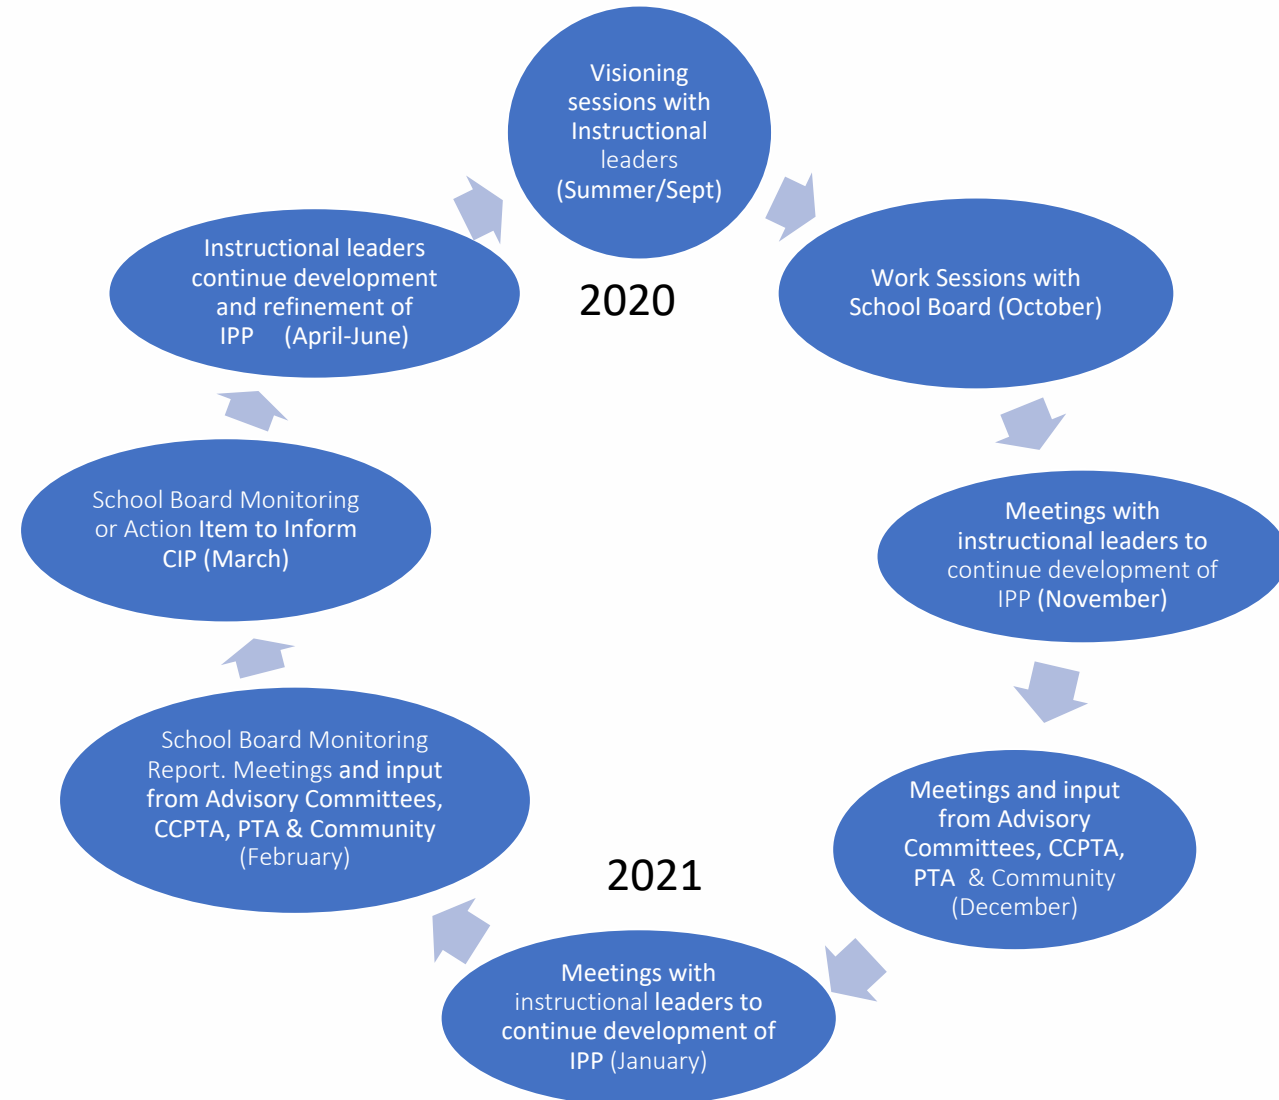 Visioning
sessions with
Instructional
leaders
(Summer/Sept)
2020
Work Sessions with
School Board (October)
Meetings with
instructional leaders to
continue development of
IPP (November)
Meetings and input
from Advisory
Committees, CCPTA,
PTA & Community
(December)
2021
Meetings with
instructional leaders to
continue development of
IPP (January)
School Board Monitoring
Report. Meetings and input
from Advisory Committees,
CCPTA, PTA & Community
(February)
School Board Monitoring
or Action Item to Inform
CIP (March)
Instructional leaders
continue development
and refinement of
IPP (April-June)